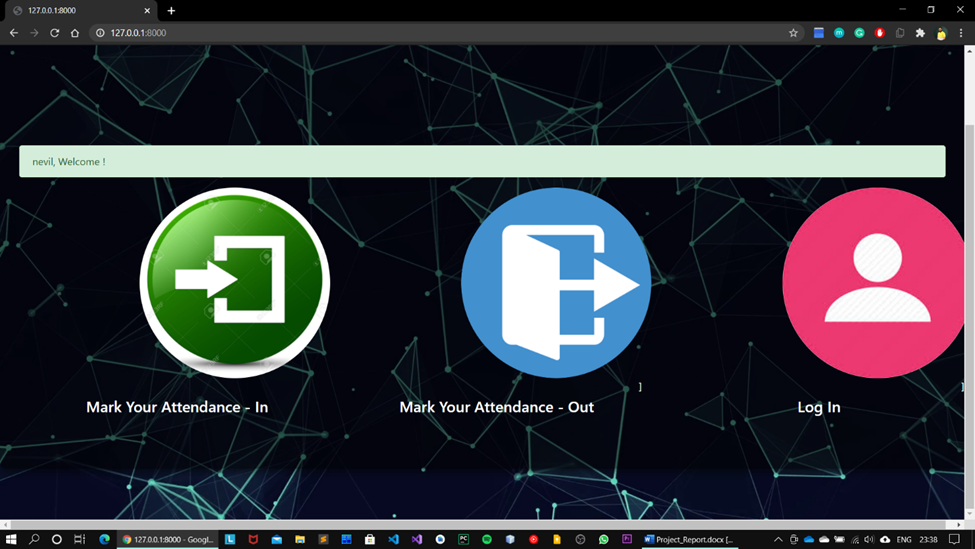 127.0.0.1:8000
127.0.0.1:8000
nevil, Welcome !
]
]
Mark Your Attendance - In
Mark Your Attendance - Out
Log In
127.0.0.1:8000 - Googl...
Project_Report.docx [...
ENG
23:38